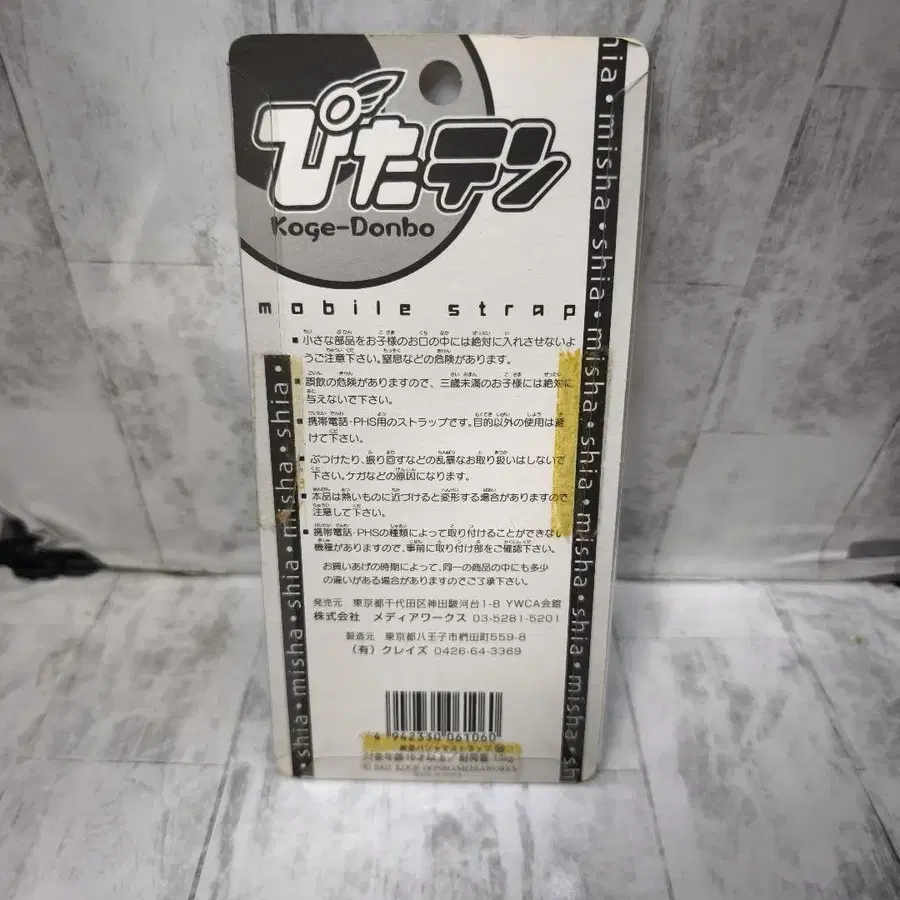 ぴたテン
Koge-Donbo
mobile strap
■小さな部品をお子様のお口の中には絶対に入れさせないよ
うご注意下さい。窒息などの危険があります。
■誤飲の危険がありますので、三歳未満のお子様には絶対に
与えないで下さい。
■携帯電話・PHS用のストラップです。目的以外の使用は避
けて下さい。
■ぶつけたり、振り回すなどの乱暴なお取り扱いはしないで
下さい。ケガなどの原因になります。
■本品は熱いものに近づけると変形する場合がありますので
注意して下さい。
■携帯電話・PHSの種類によって取り付けることができない
機種がありますので、事前に取り付け部をご確認下さい。
お買いあげの時期によって、同一の商品の中にも多少
の違いがある場合がありますのでご了承下さい。
発売元 東京都千代田区神田駿河台1-8 YWCA会館
株式会社 メディアワークス 03-5281-5201
製造元 東京都八王子市椚田町559-8
（有）クレイズ 0426-64-3369
4942330061060
shia・misha・shia・misha・shia・
misha・shia・misha・shia・misha・shia・misha・sh